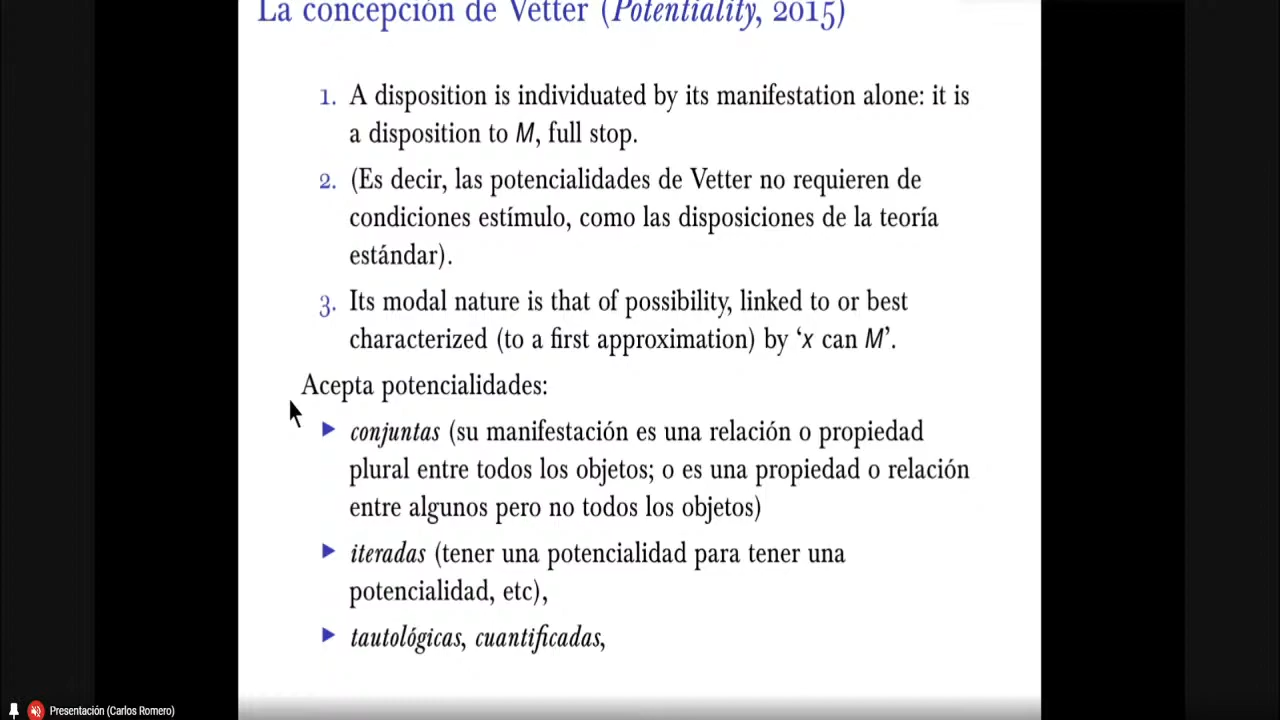 La concepción de Vetter (Potentiality, 2015)
1. A disposition is individuated by its manifestation alone: it is
a disposition to M, full stop.
2. (Es decir, las potencialidades de Vetter no requieren de
condiciones estímulo, como las disposiciones de la teoría
estándar).
3. Its modal nature is that of possibility, linked to or best
characterized (to a first approximation) by ‘x can M’.
Acepta potencialidades:
▶ conjuntas (su manifestación es una relación o propiedad
plural entre todos los objetos; o es una propiedad o relación
entre algunos pero no todos los objetos)
▶ iteradas (tener una potencialidad para tener una
potencialidad, etc),
▶ tautológicas, cuantificadas,
Presentación (Carlos Romero)